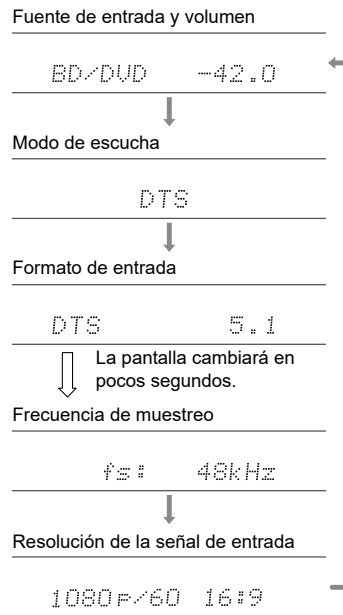 Fuente de entrada y volumen
BD/DVD -42.0
Modo de escucha
DTS
Formato de entrada
DTS 5.1
La pantalla cambiará en
pocos segundos.
Frecuencia de muestreo
fs: 48kHz
Resolución de la señal de entrada
1080p/60 16:9